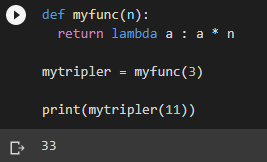 def myfunc(n):
  return lambda a : a * n

mytripler = myfunc(3)

print(mytripler(11))
33